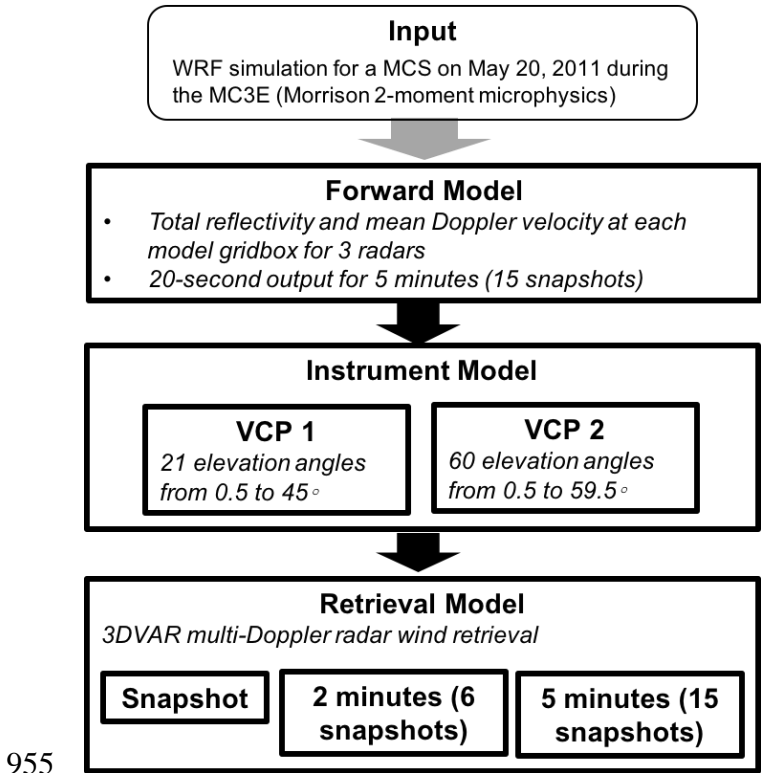 Input
WRF simulation for a MCS on May 20, 2011 during
the MC3E (Morrison 2-moment microphysics)
Forward Model
• Total reflectivity and mean Doppler velocity at each
model gridbox for 3 radars
• 20-second output for 5 minutes (15 snapshots)
Instrument Model
VCP 1
21 elevation angles
from 0.5 to 45°
VCP 2
60 elevation angles
from 0.5 to 59.5°
Retrieval Model
3DVAR multi-Doppler radar wind retrieval
Snapshot
2 minutes (6
snapshots)
5 minutes (15
snapshots)
955